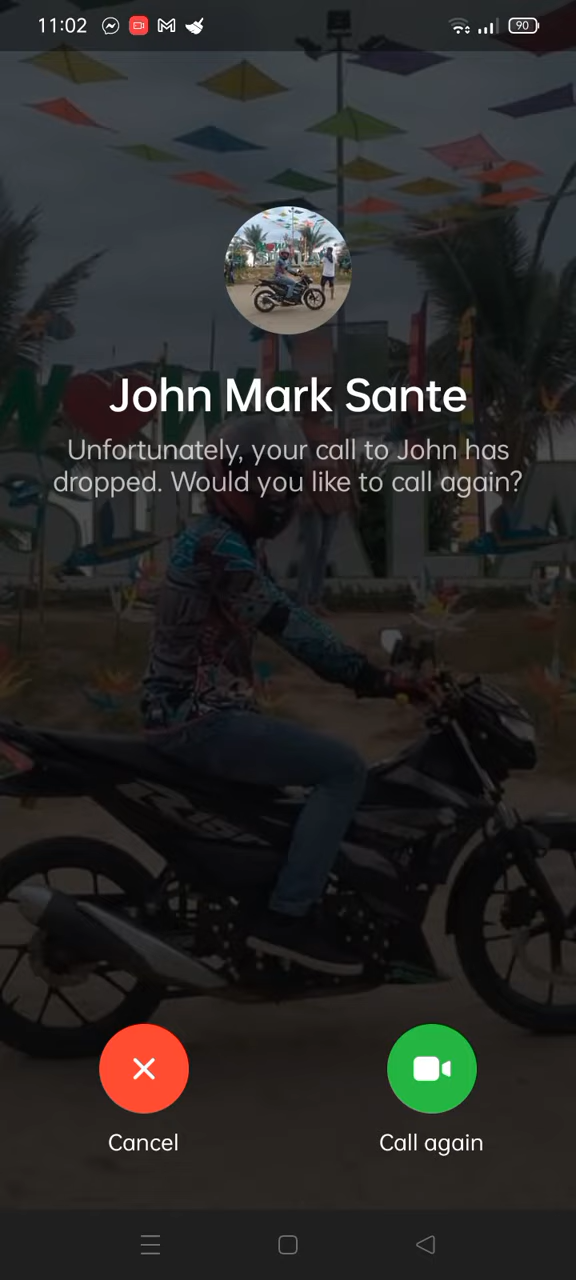 11:02
90
John Mark Sante
Unfortunately, your call to John has
dropped. Would you like to call again?
Cancel
Call again